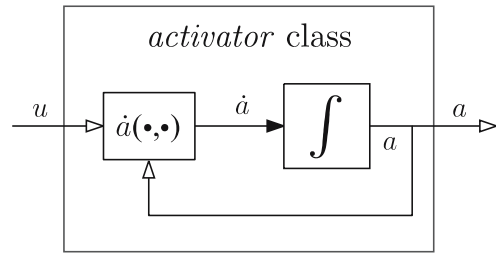 activator class
u
ȧ(•,•)
ȧ
∫
a
a